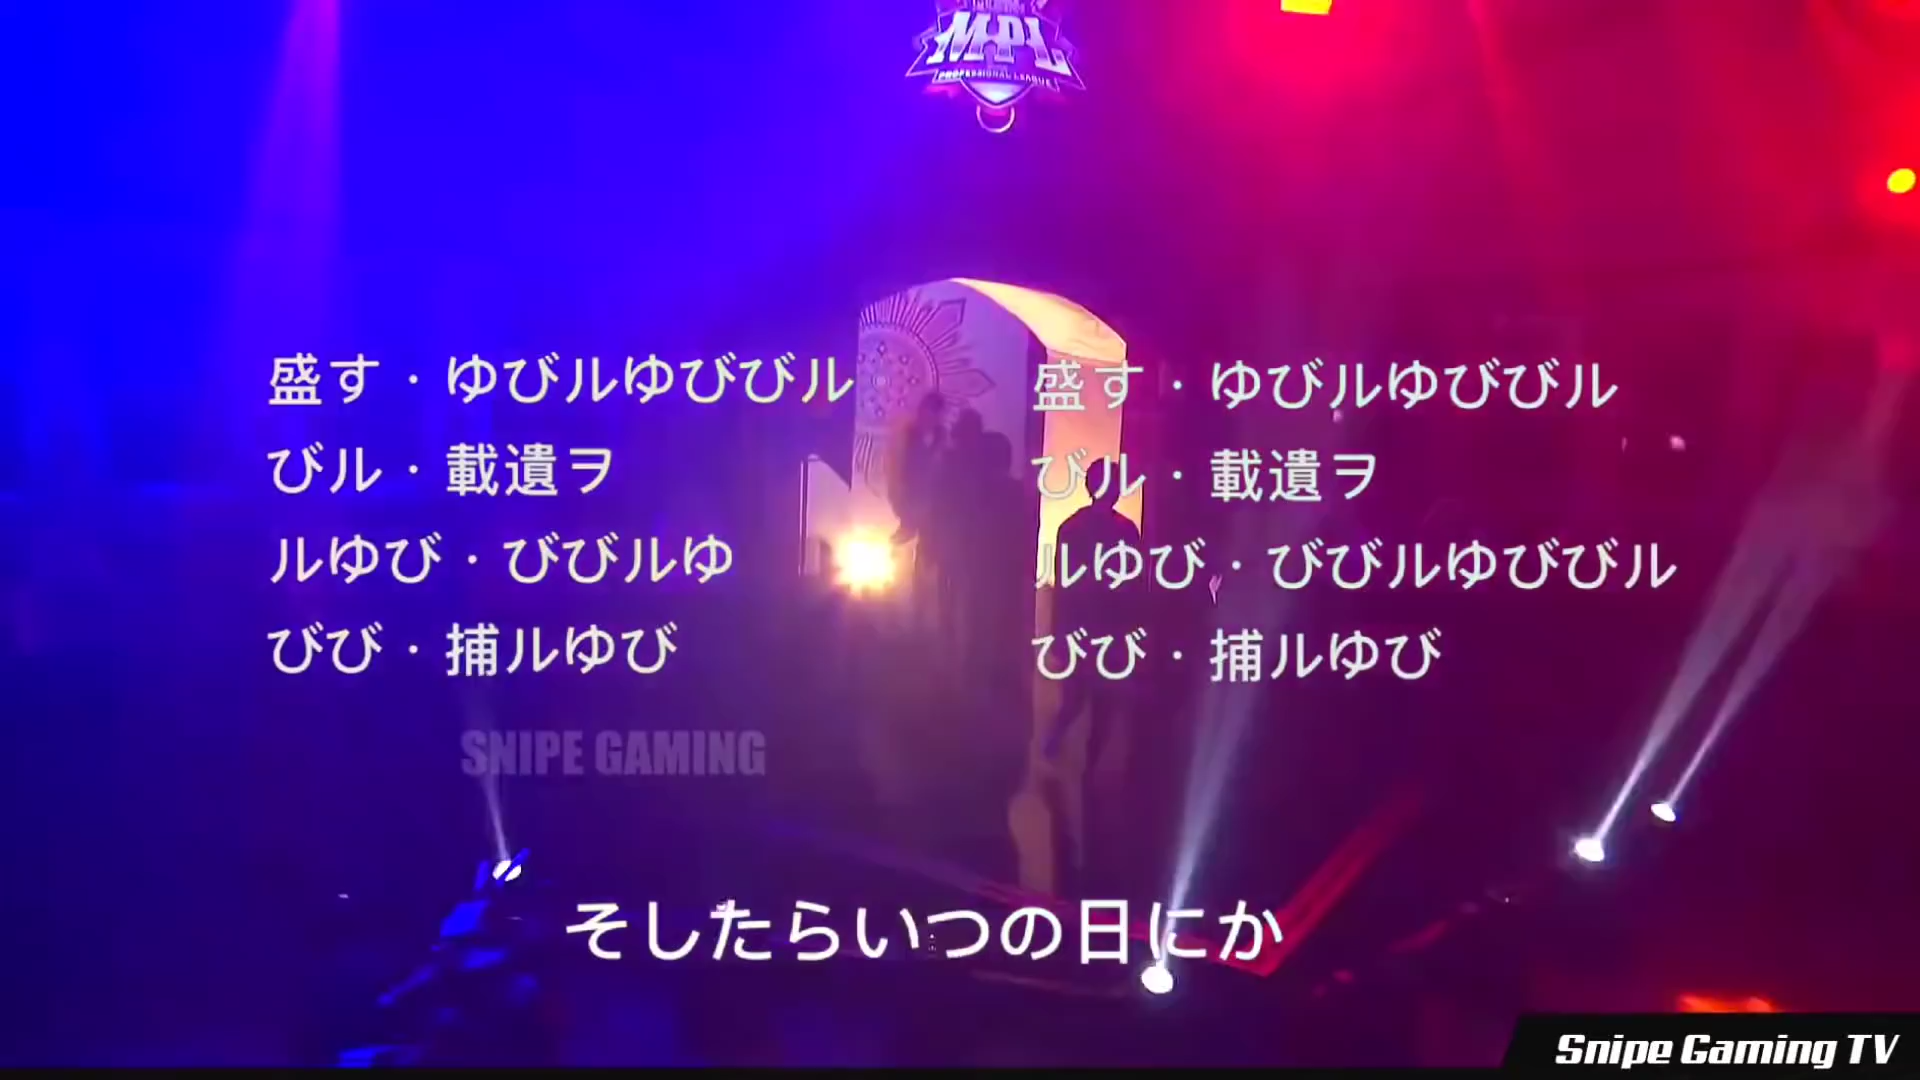 MPL
PROFESSIONAL LEAGUE
盛す・ゆびルゆびびル
びル・載遺ヲ
ルゆび・びびルゆ
びび・捕ルゆび
盛す・ゆびルゆびびル
びル・載遺ヲ
ルゆび・びびルゆびびル
びび・捕ルゆび
SNIPE GAMING
そしたらいつの日にか
Snipe Gaming TV